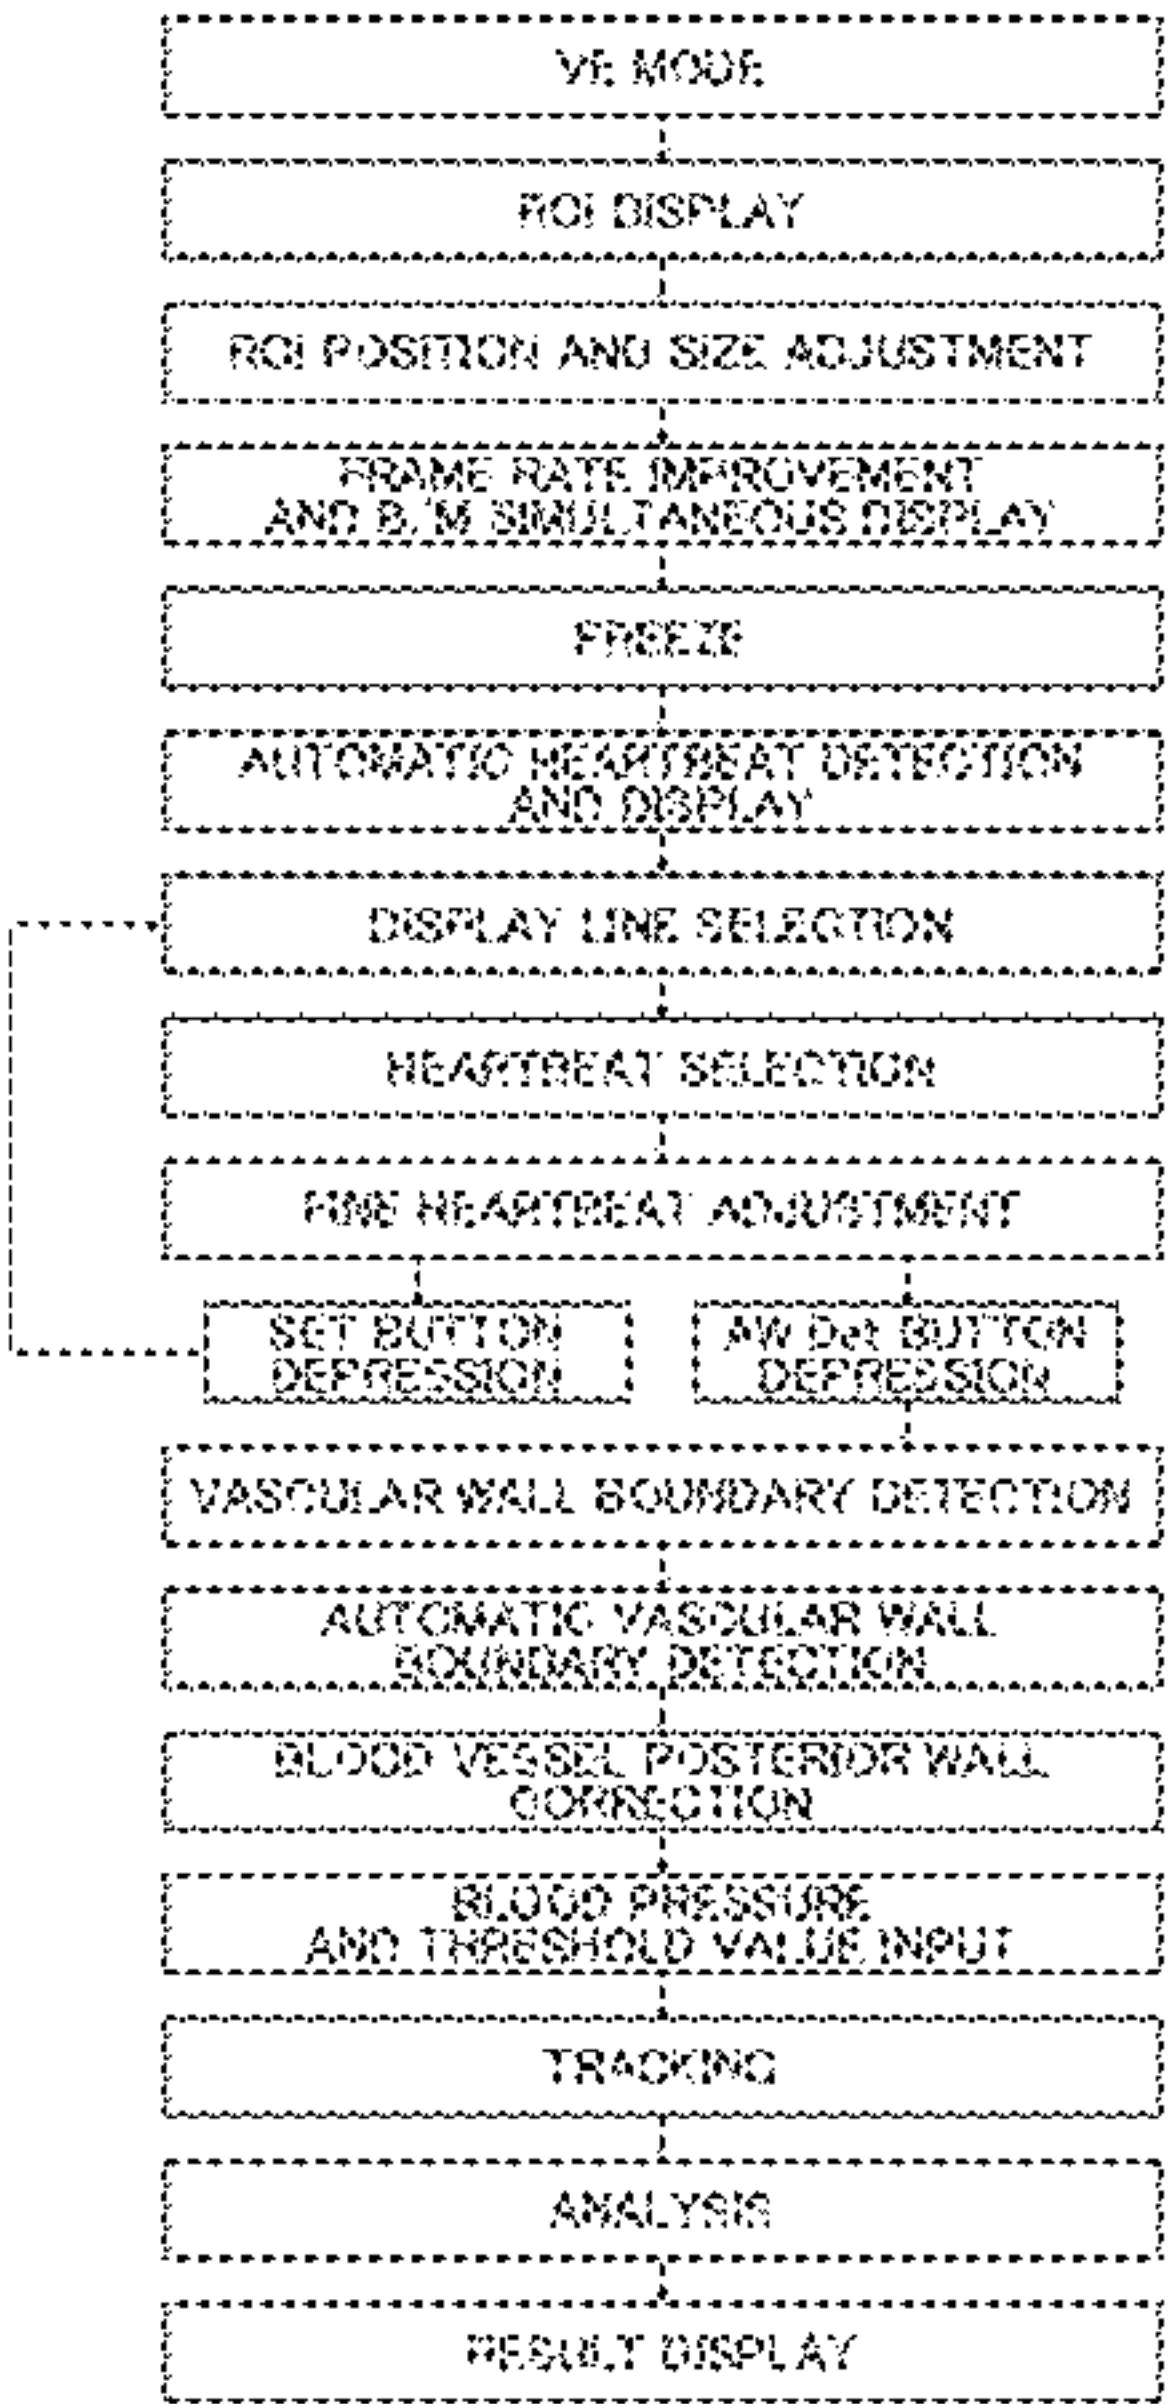 VE MODE
ROI DISPLAY
ROI POSITION AND SIZE ADJUSTMENT
FRAME RATE IMPROVEMENT
AND B/M SIMULTANEOUS DISPLAY
FREEZE
AUTOMATIC HEARTBEAT DETECTION
AND DISPLAY
DISPLAY LINE SELECTION
HEARTBEAT SELECTION
FINE HEARTBEAT ADJUSTMENT
SET BUTTON
DEPRESSION
AW Det BUTTON
DEPRESSION
VASCULAR WALL BOUNDARY DETECTION
AUTOMATIC VASCULAR WALL
BOUNDARY DETECTION
BLOOD VESSEL POSTERIOR WALL
CORRECTION
BLOOD PRESSURE
AND THRESHOLD VALUE INPUT
TRACKING
ANALYSIS
RESULT DISPLAY